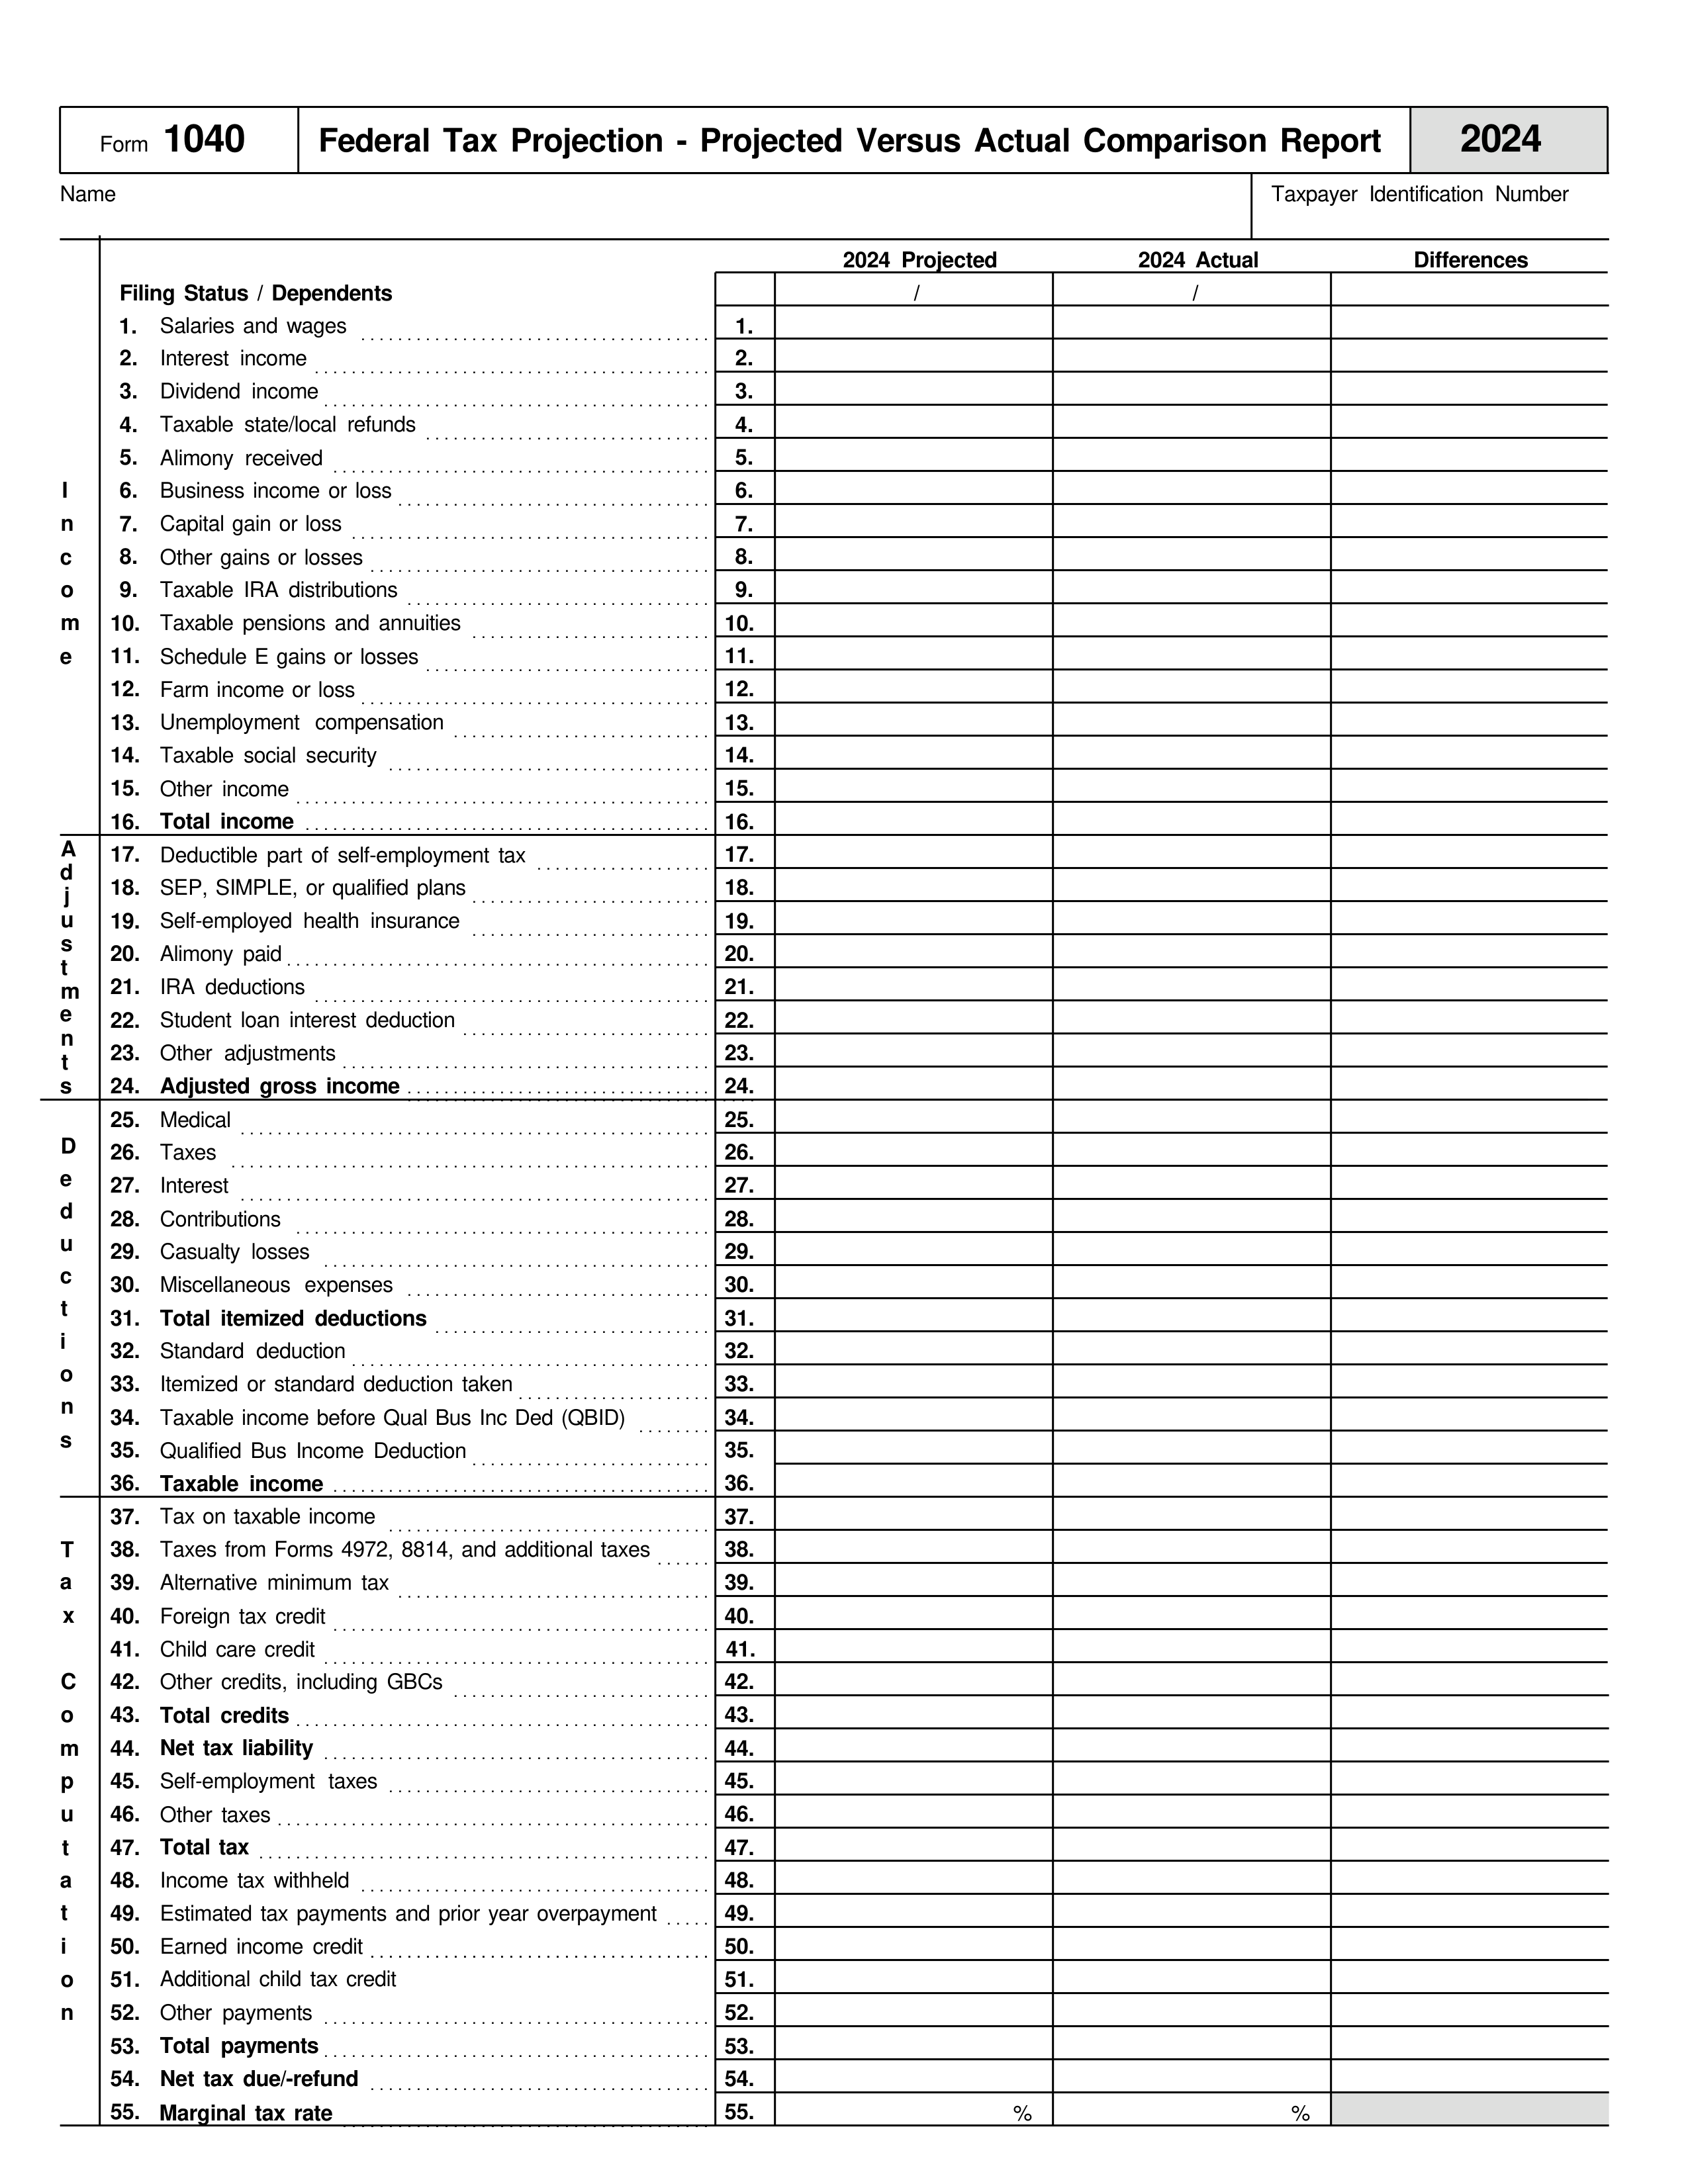 Form 1040 Federal Tax Projection - Projected Versus Actual Comparison Report 2024
Name Taxpayer Identification Number
2024 Projected 2024 Actual Differences
Filing Status / Dependents / /
1. Salaries and wages 1.
2. Interest income 2.
3. Dividend income 3.
4. Taxable state/local refunds 4.
5. Alimony received 5.
6. Business income or loss 6.
7. Capital gain or loss 7.
8. Other gains or losses 8.
9. Taxable IRA distributions 9.
10. Taxable pensions and annuities 10.
11. Schedule E gains or losses 11.
12. Farm income or loss 12.
13. Unemployment compensation 13.
14. Taxable social security 14.
15. Other income 15.
16. Total income 16.
Income
17. Deductible part of self-employment tax 17.
18. SEP, SIMPLE, or qualified plans 18.
19. Self-employed health insurance 19.
20. Alimony paid 20.
21. IRA deductions 21.
22. Student loan interest deduction 22.
23. Other adjustments 23.
24. Adjusted gross income 24.
Adjustments
25. Medical 25.
26. Taxes 26.
27. Interest 27.
28. Contributions 28.
29. Casualty losses 29.
30. Miscellaneous expenses 30.
31. Total itemized deductions 31.
32. Standard deduction 32.
33. Itemized or standard deduction taken 33.
34. Taxable income before Qual Bus Inc Ded (QBID) 34.
35. Qualified Bus Income Deduction 35.
36. Taxable income 36.
Deductions
37. Tax on taxable income 37.
38. Taxes from Forms 4972, 8814, and additional taxes 38.
39. Alternative minimum tax 39.
40. Foreign tax credit 40.
41. Child care credit 41.
42. Other credits, including GBCs 42.
43. Total credits 43.
44. Net tax liability 44.
45. Self-employment taxes 45.
46. Other taxes 46.
47. Total tax 47.
48. Income tax withheld 48.
49. Estimated tax payments and prior year overpayment 49.
50. Earned income credit 50.
51. Additional child tax credit 51.
52. Other payments 52.
53. Total payments 53.
54. Net tax due/-refund 54.
55. Marginal tax rate 55. % %
Tax Computation